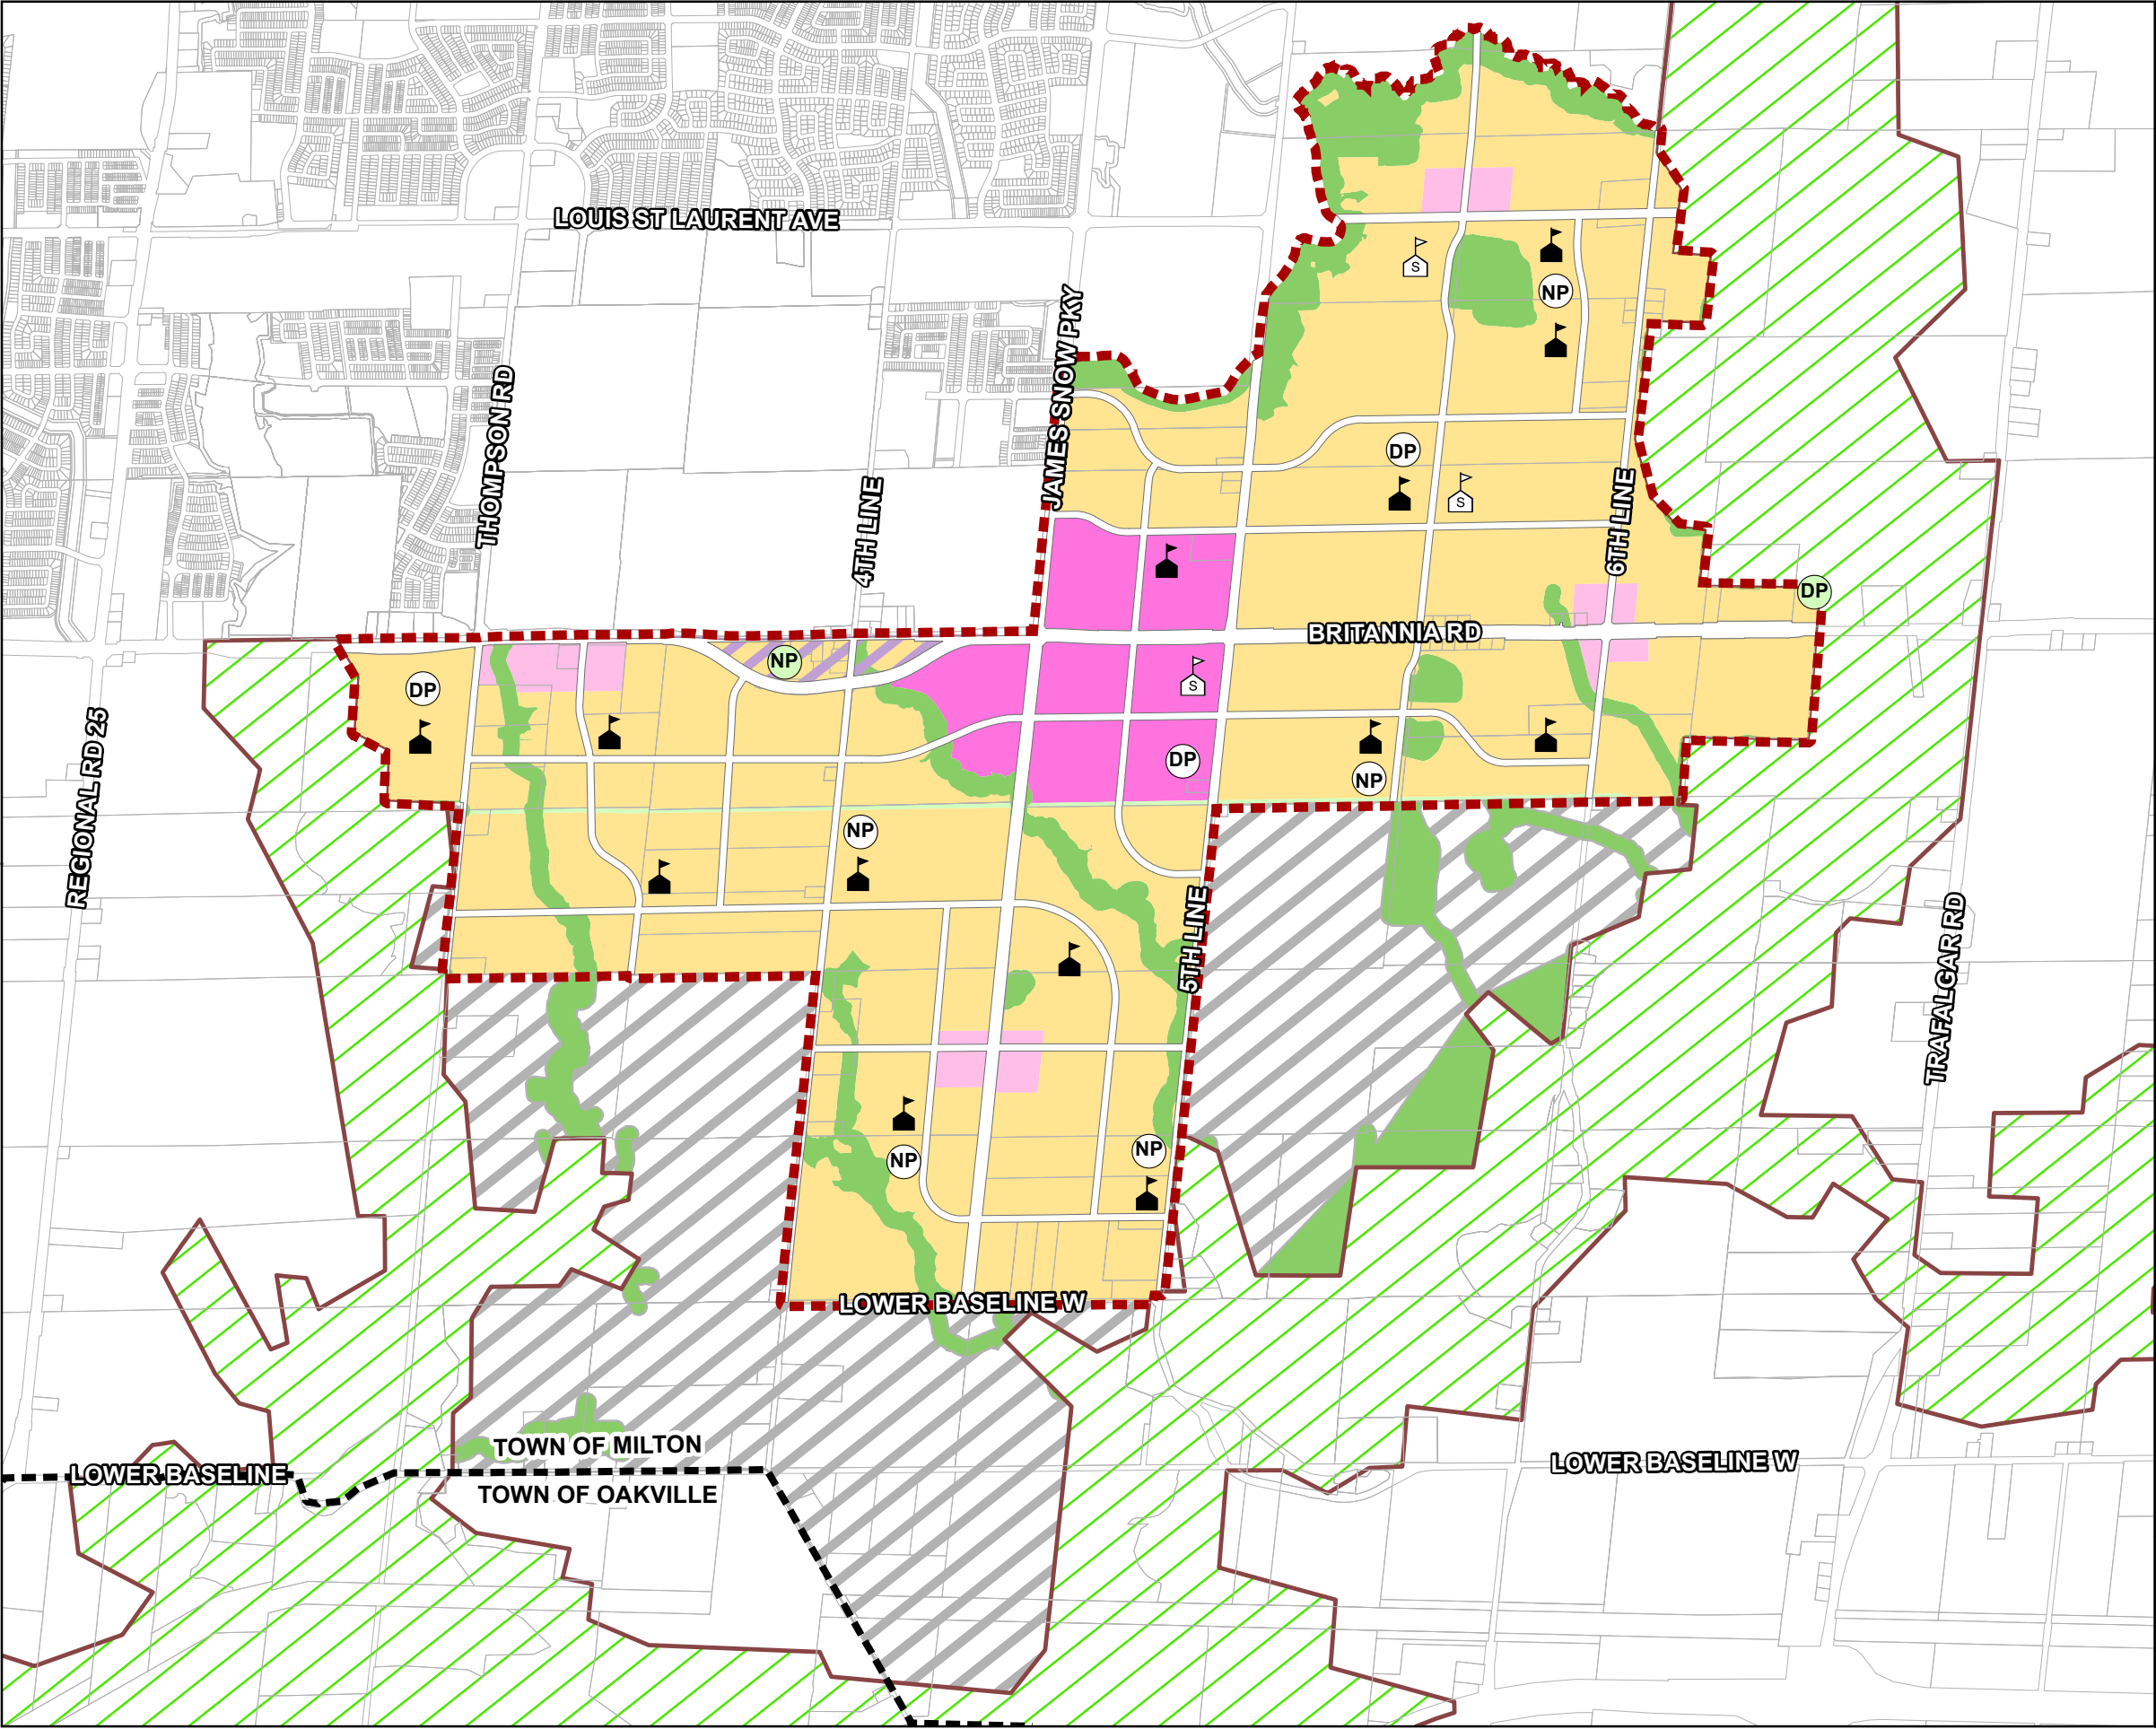 LOUIS ST LAURENT AVE
S
NP
JAMES SNOW PKY
THOMPSON RD
DP
S
4TH LINE
6TH LINE
DP
BRITANNIA RD
NP
DP
S
REGIONAL RD 25
DP
NP
NP
5TH LINE
TRAFALGAR RD
NP
NP
LOWER BASELINE W
TOWN OF MILTON
LOWER BASELINE
LOWER BASELINE W
TOWN OF OAKVILLE